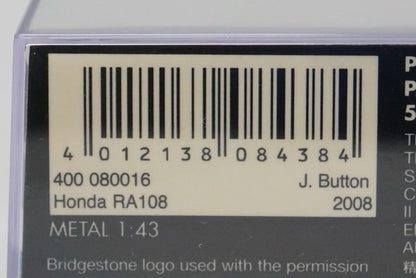 4 012138 084384
400 080016 J. Button
Honda RA108 2008
METAL 1:43
Bridgestone logo used with the permission